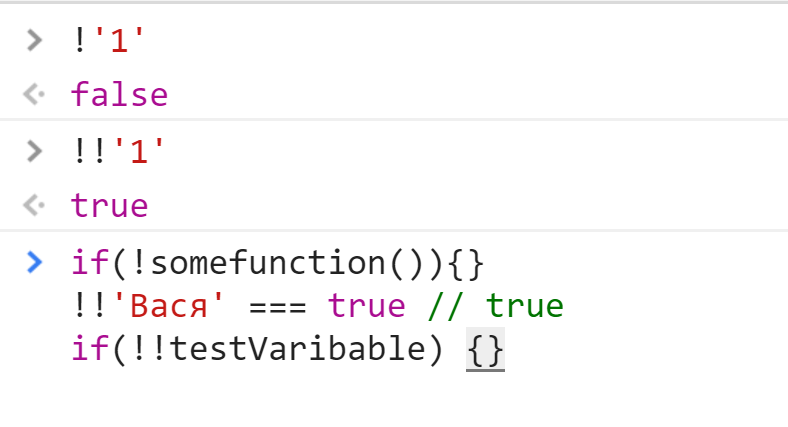 !'1'
false
!!'1'
true
if(!somefunction()){}
!!'Вася' === true // true
if(!!testVaribable) {}